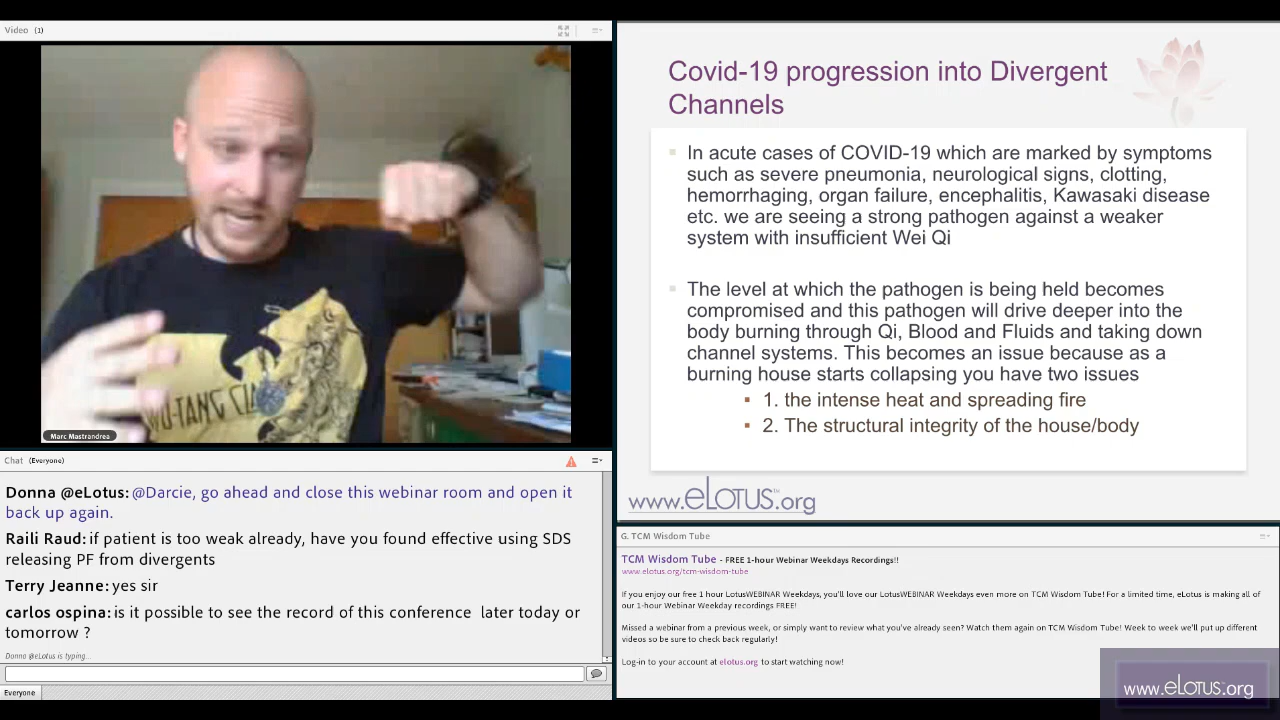 Video (1)
WU-TANG CL
Marc Mastrandrea
Chat (Everyone)
Donna @eLotus: @Darcie, go ahead and close this webinar room and open it
back up again.
Raili Raud: if patient is too weak already, have you found effective using SDS
releasing PF from divergents
Terry Jeanne: yes sir
carlos ospina: is it possible to see the record of this conference later today or
tomorrow ?
Donna @eLotus is typing...
Everyone
Covid-19 progression into Divergent
Channels
In acute cases of COVID-19 which are marked by symptoms
such as severe pneumonia, neurological signs, clotting,
hemorrhaging, organ failure, encephalitis, Kawasaki disease
etc. we are seeing a strong pathogen against a weaker
system with insufficient Wei Qi
The level at which the pathogen is being held becomes
compromised and this pathogen will drive deeper into the
body burning through Qi, Blood and Fluids and taking down
channel systems. This becomes an issue because as a
burning house starts collapsing you have two issues
1. the intense heat and spreading fire
2. The structural integrity of the house/body
www.eLotus.org
G. TCM Wisdom Tube
TCM Wisdom Tube - FREE 1-hour Webinar Weekdays Recordings!!
www.elotus.org/tcm-wisdom-tube
If you enjoy our free 1 hour LotusWEBINAR Weekdays, you'll love our LotusWEBINAR Weekdays even more on TCM Wisdom Tube! For a limited time, eLotus is making all of
our 1-hour Webinar Weekday recordings FREE!
Missed a webinar from a previous week, or simply want to review what you've already seen? Watch them again on TCM Wisdom Tube! Week to week we'll put up different
videos so be sure to check back regularly!
Log-in to your account at elotus.org to start watching now!
www.eLotus.org